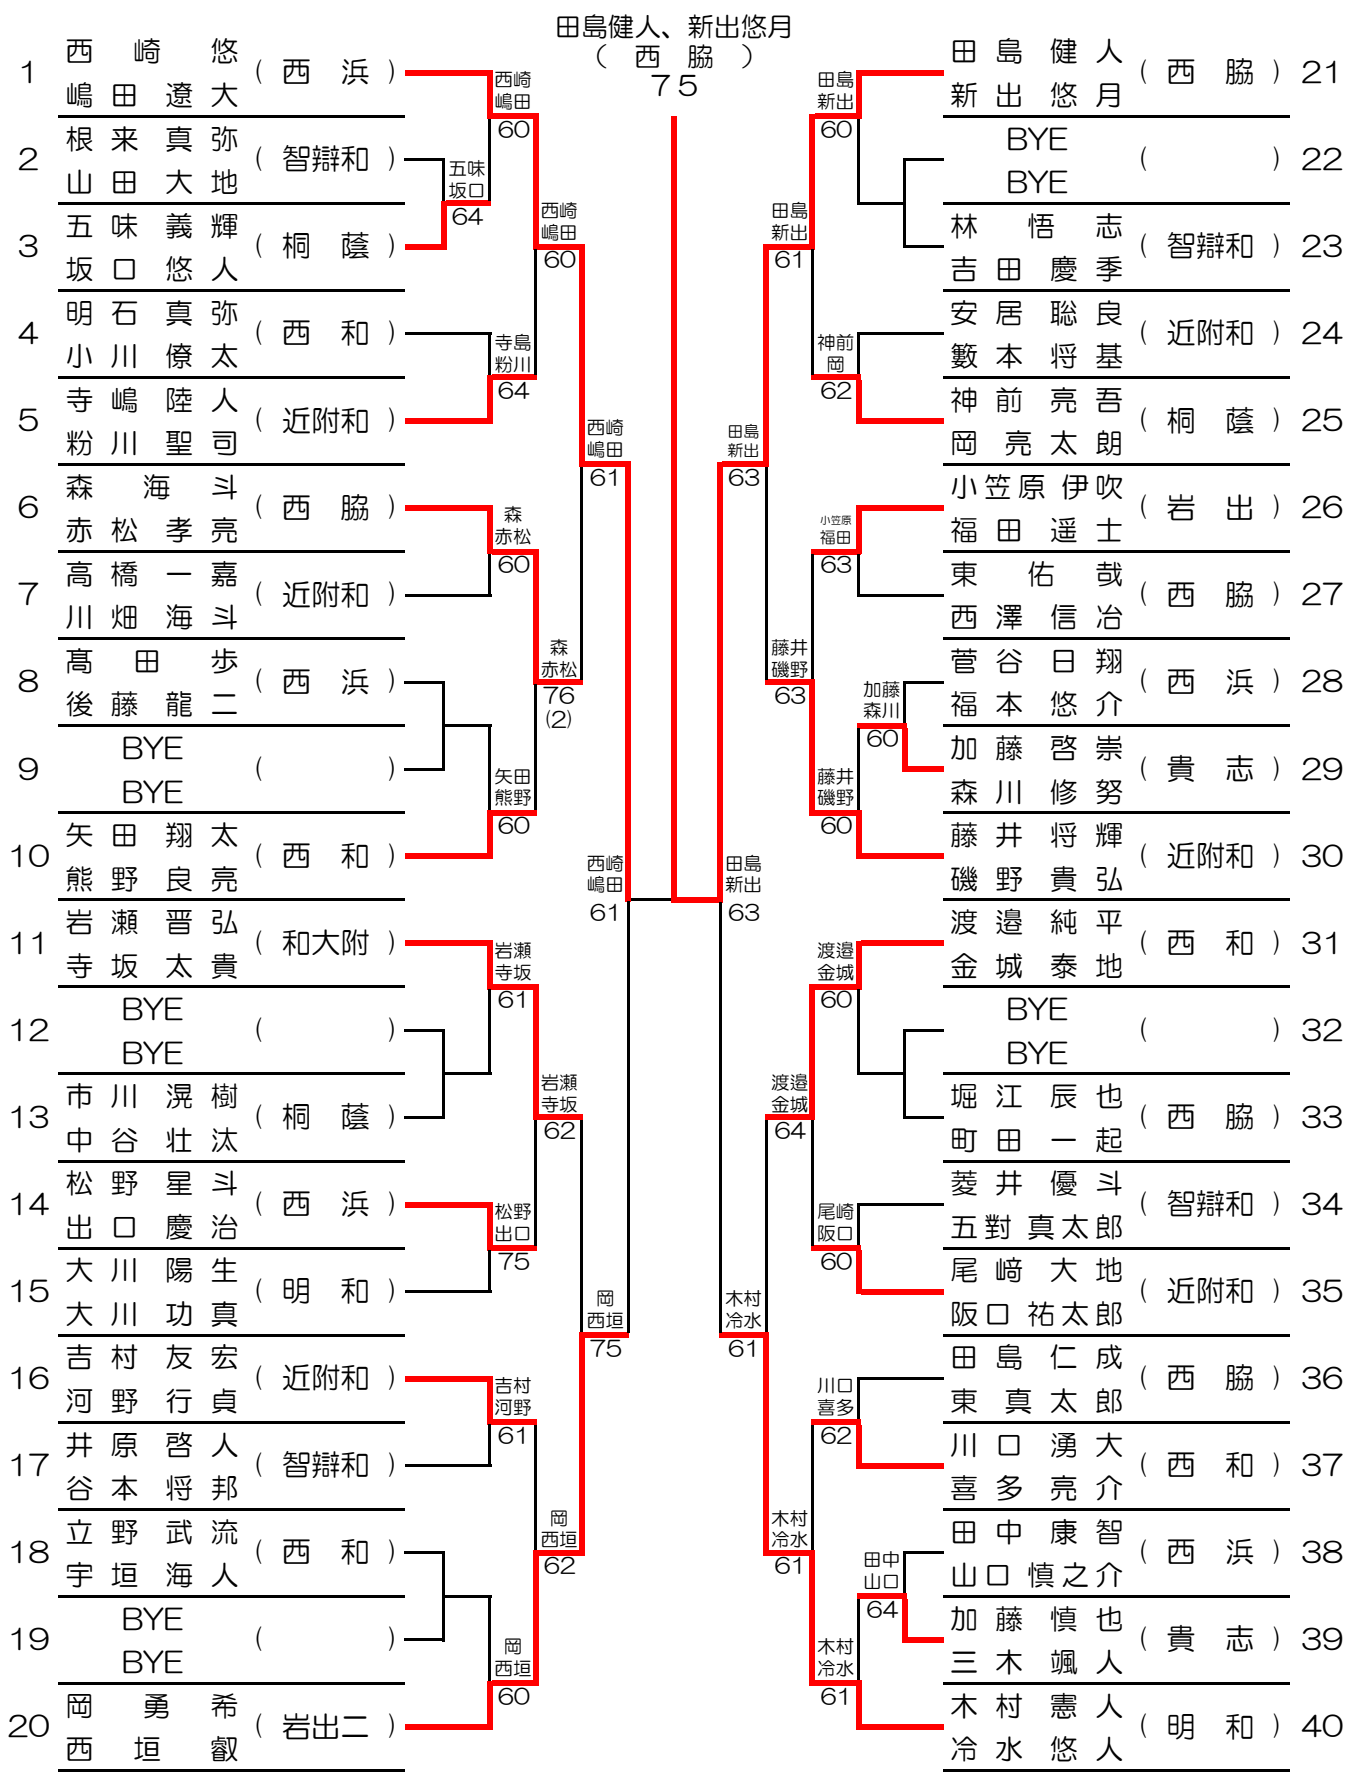 田島健人、新出悠月
( 西 脇 )
75
1 西崎悠 嶋田遼大 ( 西 浜 )
2 根来真弥 山田大地 ( 智辯和 )
3 五味義輝 坂口悠人 ( 桐 蔭 )
4 明石真弥 小川僚太 ( 西 和 )
5 寺嶋陸人 粉川聖司 ( 近附和 )
6 森海斗 赤松孝亮 ( 西 脇 )
7 高橋一嘉 川畑海斗 ( 近附和 )
8 髙田歩 後藤龍二 ( 西 浜 )
9 BYE BYE ( )
10 矢田翔太 熊野良亮 ( 西 和 )
11 岩瀬晋弘 寺坂太貴 ( 和大附 )
12 BYE BYE ( )
13 市川滉樹 中谷壮汰 ( 桐 蔭 )
14 松野星斗 出口慶治 ( 西 浜 )
15 大川陽生 大川功真 ( 明 和 )
16 吉村友宏 河野行貞 ( 近附和 )
17 井原啓人 谷本将邦 ( 智辯和 )
18 立野武流 宇垣海人 ( 西 和 )
19 BYE BYE ( )
20 岡勇希 西垣叡 ( 岩出二 )
五味 坂口 64
西崎 嶋田 60
寺島 粉川 64
森 赤松 60
矢田 熊野 60
岩瀬 寺坂 61
松野 出口 75
吉村 河野 61
岡 西垣 60
西崎 嶋田 60
森 赤松 76 (2)
岩瀬 寺坂 62
岡 西垣 62
西崎 嶋田 61
岡 西垣 75
西崎 嶋田 61
田島 新出 63
田島 新出 63
木村 冷水 61
田島 新出 61
藤井 磯野 63
渡邉 金城 64
木村 冷水 61
田島 新出 60
神前 岡 62
小笠原 福田 63
藤井 磯野 60
渡邉 金城 60
尾崎 阪口 60
川口 喜多 62
木村 冷水 61
加藤 森川 60
田中 山口 64
田島健人 新出悠月 ( 西 脇 ) 21
BYE BYE ( ) 22
林悟志 吉田慶季 ( 智辯和 ) 23
安居聡良 籔本将基 ( 近附和 ) 24
神前亮吾 岡亮太朗 ( 桐 蔭 ) 25
小笠原伊吹 福田遥士 ( 岩 出 ) 26
東佑哉 西澤信冶 ( 西 脇 ) 27
菅谷日翔 福本悠介 ( 西 浜 ) 28
加藤啓崇 森川修努 ( 貴 志 ) 29
藤井将輝 磯野貴弘 ( 近附和 ) 30
渡邉純平 金城泰地 ( 西 和 ) 31
BYE BYE ( ) 32
堀江辰也 町田一起 ( 西 脇 ) 33
菱井優斗 五對真太郎 ( 智辯和 ) 34
尾﨑大地 阪口祐太郎 ( 近附和 ) 35
田島仁成 東真太郎 ( 西 脇 ) 36
川口湧大 喜多亮介 ( 西 和 ) 37
田中康智 山口慎之介 ( 西 浜 ) 38
加藤慎也 三木颯人 ( 貴 志 ) 39
木村憲人 冷水悠人 ( 明 和 ) 40